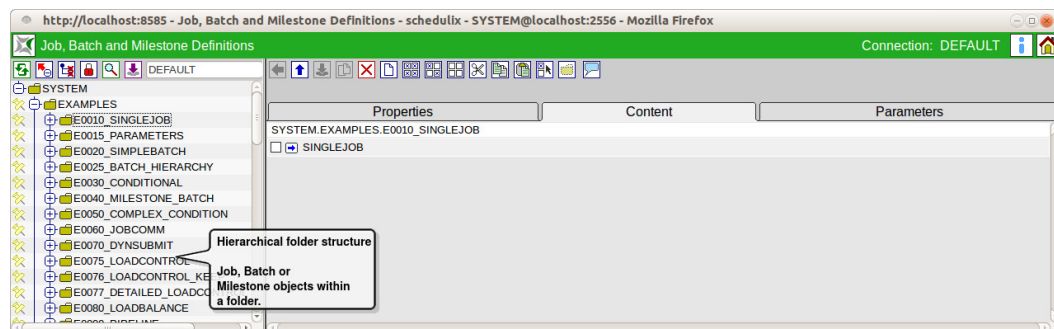 http://localhost:8585 - Job, Batch and Milestone Definitions - schedulix - SYSTEM@localhost:2556 - Mozilla Firefox
Job, Batch and Milestone Definitions
Connection: DEFAULT
DEFAULT
SYSTEM
EXAMPLES
E0010_SINGLEJOB
E0015_PARAMETERS
E0020_SIMPLEBATCH
E0025_BATCH_HIERARCHY
E0030_CONDITIONAL
E0040_MILESTONE_BATCH
E0050_COMPLEX_CONDITION
E0060_JOBCOMM
E0070_DYNSUBMIT
E0075_LOADCONTROL
E0076_LOADCONTROL_KE
E0077_DETAILED_LOADC
E0080_LOADBALANCE
Properties
Content
Parameters
SYSTEM.EXAMPLES.E0010_SINGLEJOB
SINGLEJOB
Hierarchical folder structure
Job, Batch or
Milestone objects within
a folder.